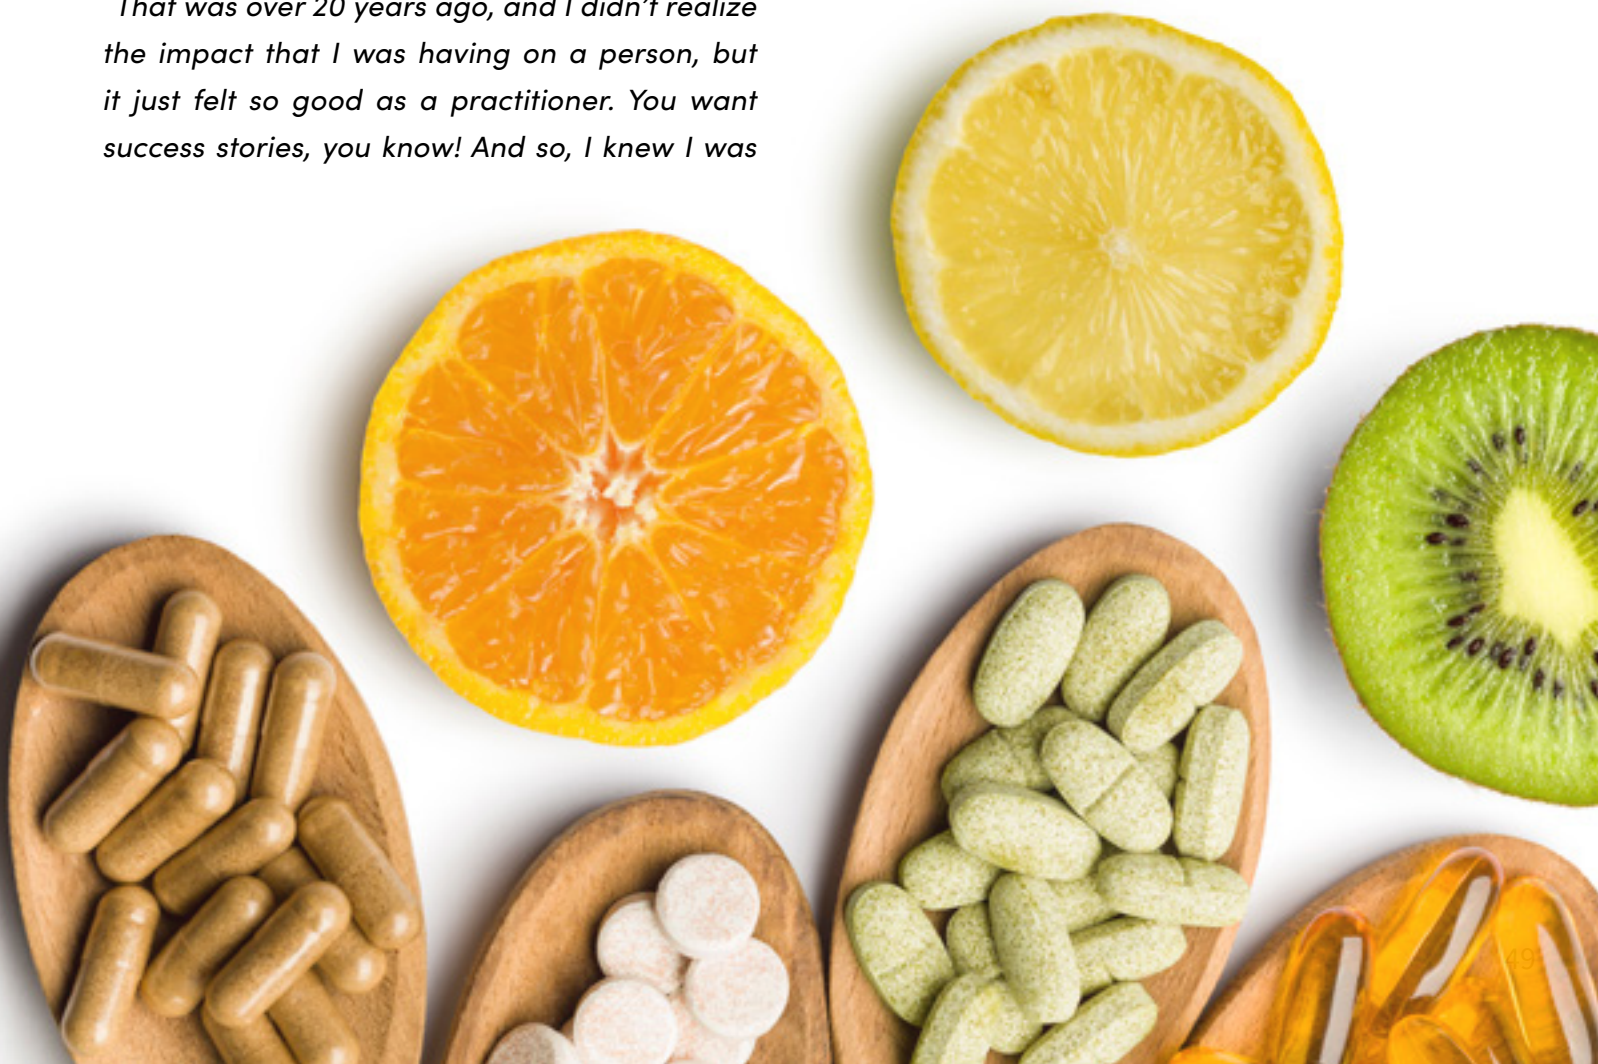 "That was over 20 years ago, and I didn't realize
the impact that I was having on a person, but
it just felt so good as a practitioner. You want
success stories, you know! And so, I knew I was
49